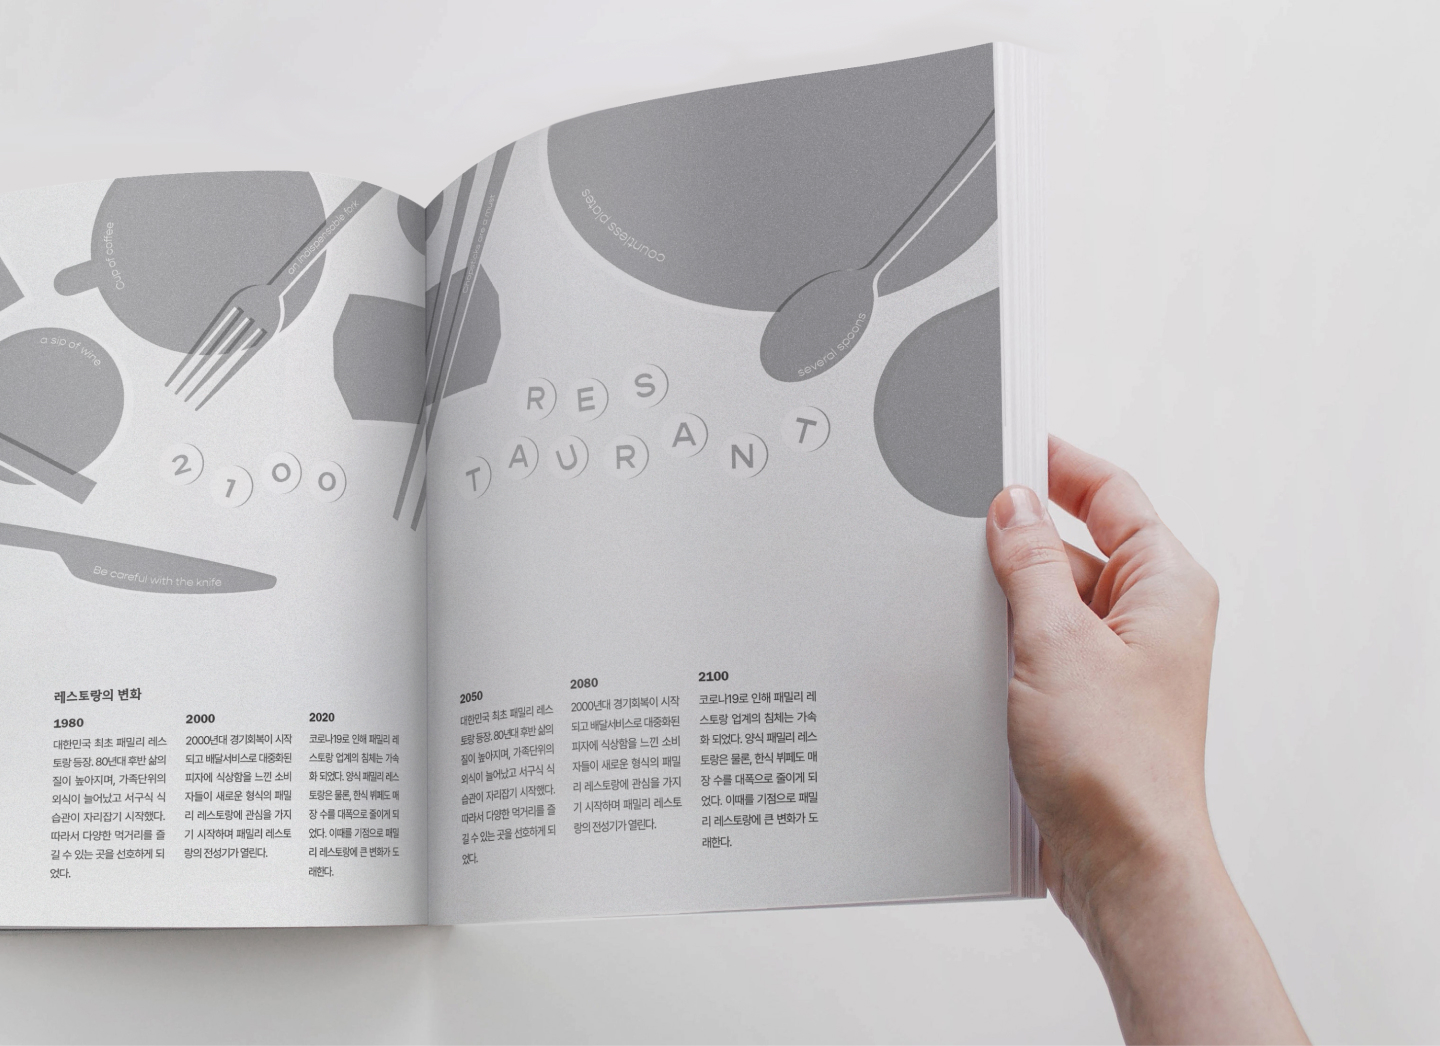 Cup of coffee
an indispensable fork
a sip of wine
2100
Be careful with the knife
countless plates
several spoons
RES
TAURANT
레스토랑의 변화
1980
대한민국 최초 패밀리 레스
토랑 등장. 80년대 후반 삶의
질이 높아지며, 가족단위의
외식이 늘어났고 서구식 식
습관이 자리잡기 시작했다.
따라서 다양한 먹거리를 즐
길 수 있는 곳을 선호하게 되
었다.
2000
2000년대 경기회복이 시작
되고 배달서비스로 대중화된
피자에 식상함을 느낀 소비
자들이 새로운 형식의 패밀
리 레스토랑에 관심을 가지
기 시작하며 패밀리 레스토
랑의 전성기가 열린다.
2020
코로나19로 인해 패밀리 레
스토랑 업계의 침체는 가속
화 되었다. 양식 패밀리 레스
토랑은 물론, 한식 뷔페도 매
장 수를 대폭으로 줄이게 되
었다. 이때를 기점으로 패밀
리 레스토랑에 큰 변화가 도
래한다.
2050
대한민국 최초 패밀리 레스
토랑 등장. 80년대 후반 삶의
질이 높아지며, 가족단위의
외식이 늘어났고 서구식 식
습관이 자리잡기 시작했다.
따라서 다양한 먹거리를 즐
길 수 있는 곳을 선호하게 되
었다.
2080
2000년대 경기회복이 시작
되고 배달서비스로 대중화된
피자에 식상함을 느낀 소비
자들이 새로운 형식의 패밀
리 레스토랑에 관심을 가지
기 시작하며 패밀리 레스토
랑의 전성기가 열린다.
2100
코로나19로 인해 패밀리 레
스토랑 업계의 침체는 가속
화 되었다. 양식 패밀리 레스
토랑은 물론, 한식 뷔페도 매
장 수를 대폭으로 줄이게 되
었다. 이때를 기점으로 패밀
리 레스토랑에 큰 변화가 도
래한다.